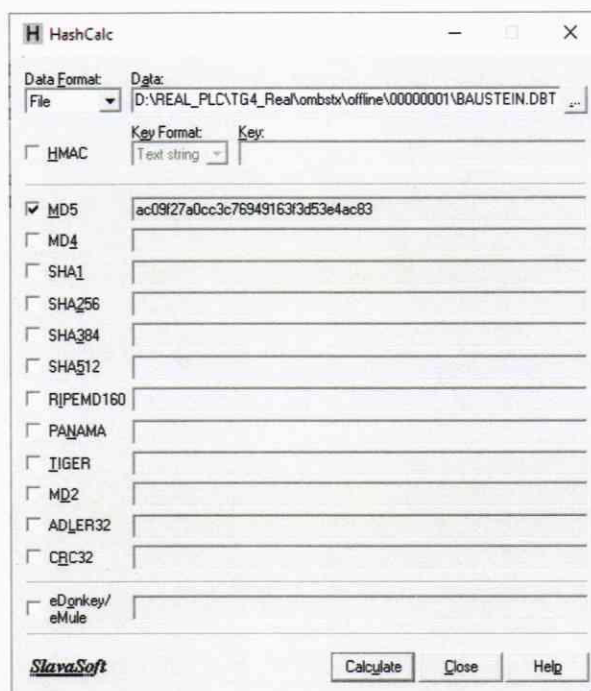 HashCalc
Data Format: Data:
File D:\REAL_PLC\TG4_Real\ombstx\offline\00000001\BAUSTEIN.DBT ...
Key Format: Key:
HMAC Text string
MD5 ac09f27a0cc3c76949163f3d53e4ac83
MD4
SHA1
SHA256
SHA384
SHA512
RIPEMD160
PANAMA
TIGER
MD2
ADLER32
CRC32
eDonkey/
eMule
SlavaSoft Calculate Close Help